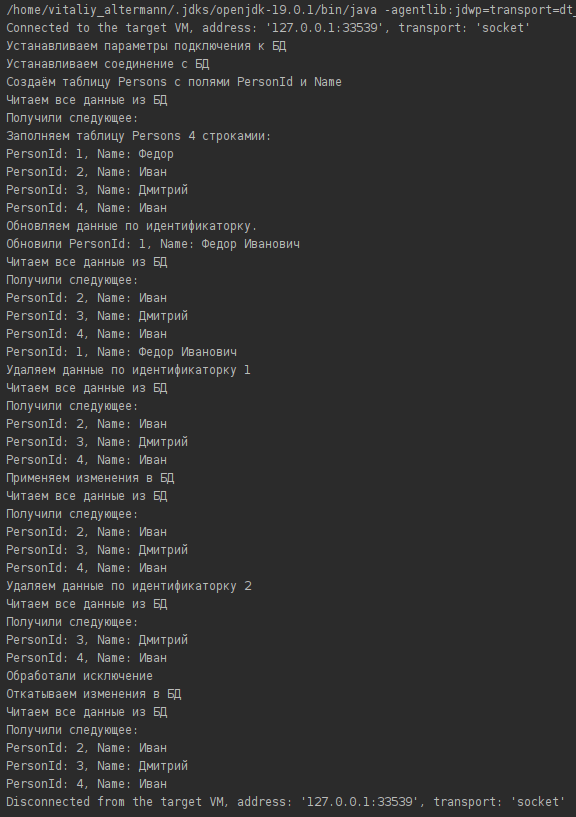 /home/vitaliy_altermann/.jdks/openjdk-19.0.1/bin/java -agentlib:jdwp=transport=dt_
Connected to the target VM, address: '127.0.0.1:33539', transport: 'socket'
Устанавливаем параметры подключения к БД
Устанавливаем соединение с БД
Создаём таблицу Persons с полями PersonId и Name
Читаем все данные из БД
Получили следующее:
Заполняем таблицу Persons 4 строкамии:
PersonId: 1, Name: Федор
PersonId: 2, Name: Иван
PersonId: 3, Name: Дмитрий
PersonId: 4, Name: Иван
Обновляем данные по идентификаторку.
Обновили PersonId: 1, Name: Федор Иванович
Читаем все данные из БД
Получили следующее:
PersonId: 2, Name: Иван
PersonId: 3, Name: Дмитрий
PersonId: 4, Name: Иван
PersonId: 1, Name: Федор Иванович
Удаляем данные по идентификаторку 1
Читаем все данные из БД
Получили следующее:
PersonId: 2, Name: Иван
PersonId: 3, Name: Дмитрий
PersonId: 4, Name: Иван
Применяем изменения в БД
Читаем все данные из БД
Получили следующее:
PersonId: 2, Name: Иван
PersonId: 3, Name: Дмитрий
PersonId: 4, Name: Иван
Удаляем данные по идентификаторку 2
Читаем все данные из БД
Получили следующее:
PersonId: 3, Name: Дмитрий
PersonId: 4, Name: Иван
Обработали исключение
Откатываем изменения в БД
Читаем все данные из БД
Получили следующее:
PersonId: 2, Name: Иван
PersonId: 3, Name: Дмитрий
PersonId: 4, Name: Иван
Disconnected from the target VM, address: '127.0.0.1:33539', transport: 'socket'